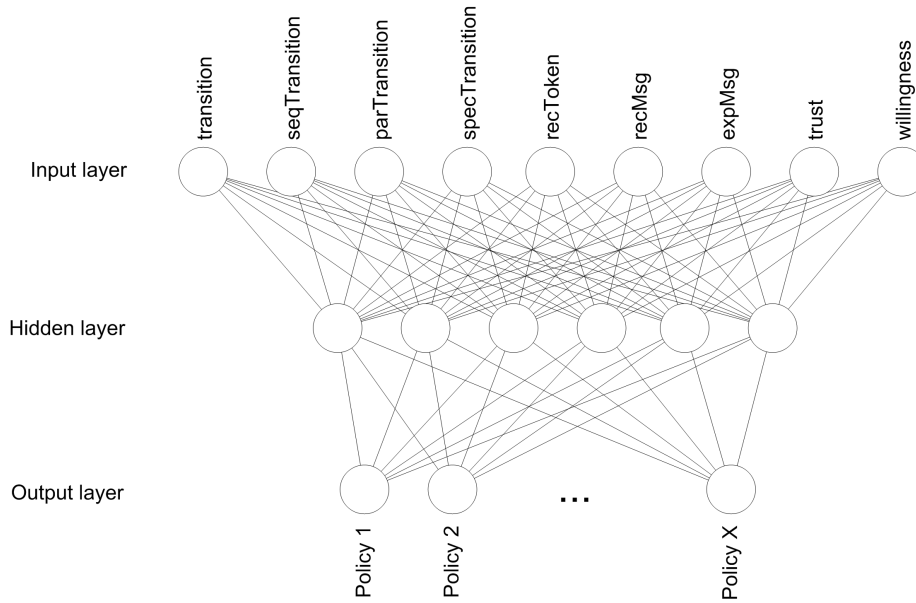 transition
seqTransition
parTransition
specTransition
recToken
recMsg
expMsg
trust
willingness
Input layer
Hidden layer
Output layer
...
Policy 1
Policy 2
Policy X